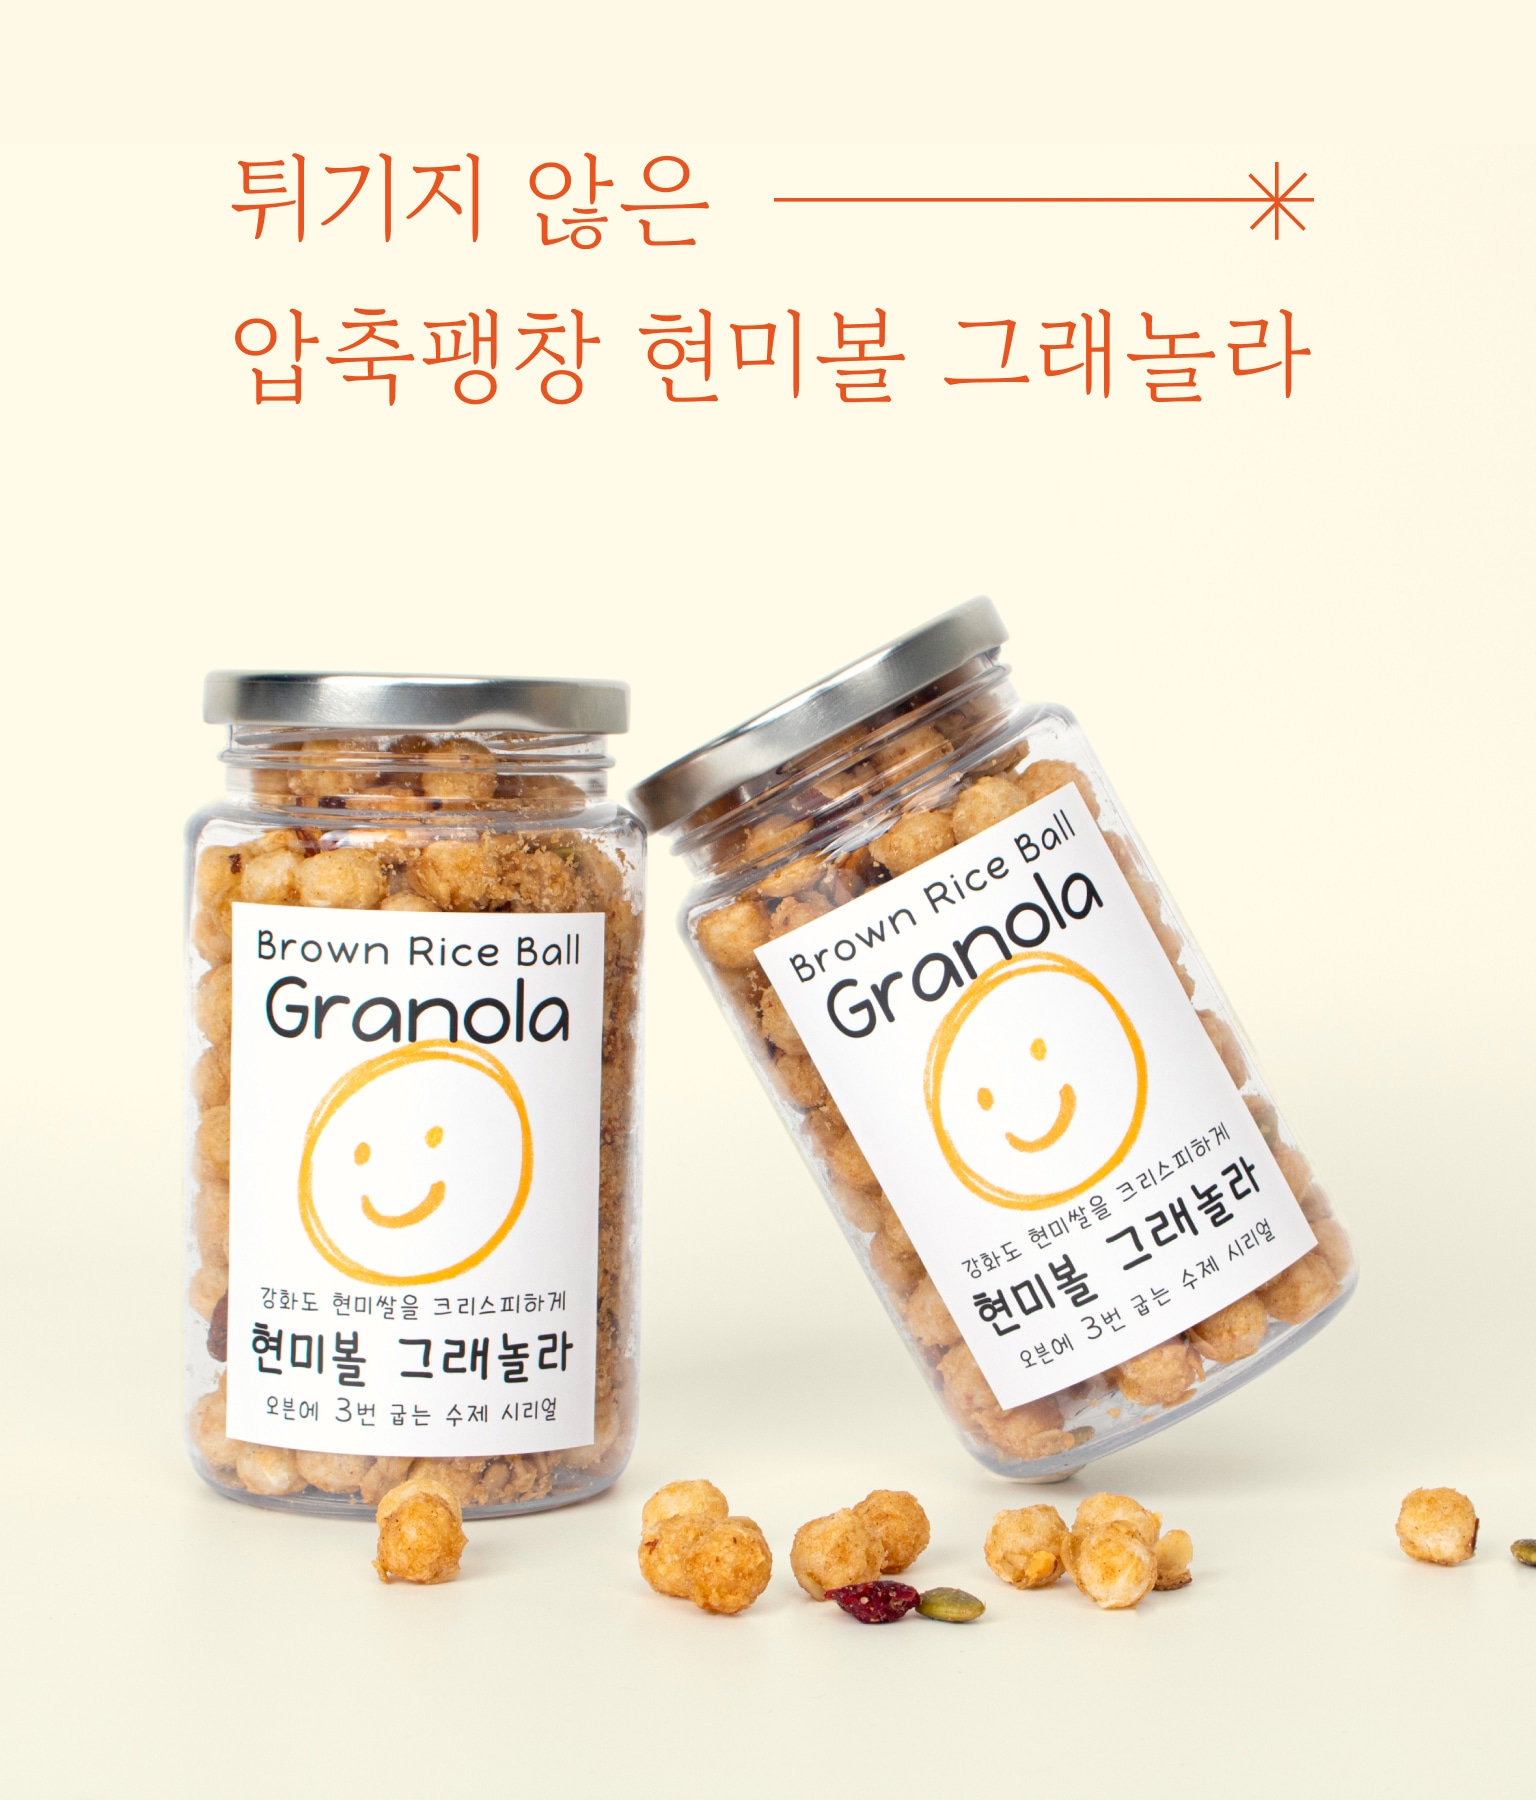 튀기지 않은
압축팽창 현미볼 그래놀라
Brown Rice Ball
Granola
강화도 현미쌀을 크리스피하게
현미볼 그래놀라
오븐에 3번 굽는 수제 시리얼
Brown Rice Ball
Granola
강화도 현미쌀을 크리스피하게
현미볼 그래놀라
오븐에 3번 굽는 수제 시리얼